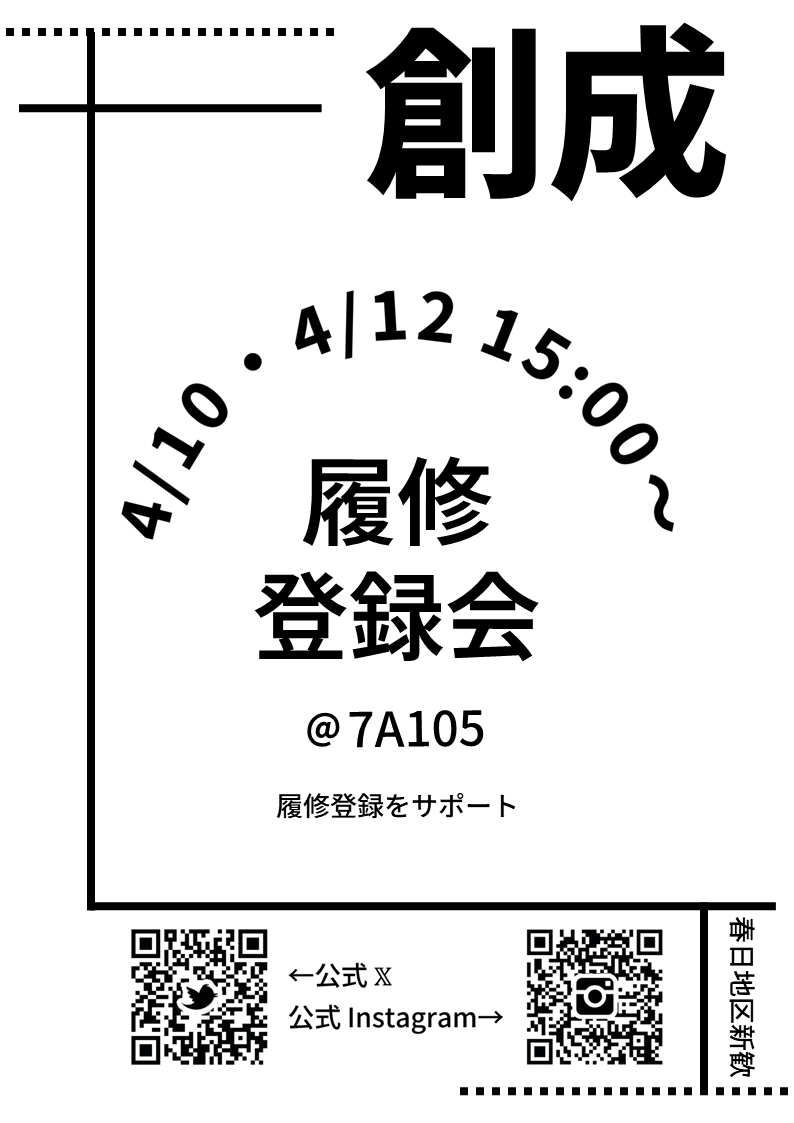 創成
4/10・4/12 15:00~
履修
登録会
@7A105
履修登録をサポート
←公式 𝕏
公式 Instagram→
春日地区新歓